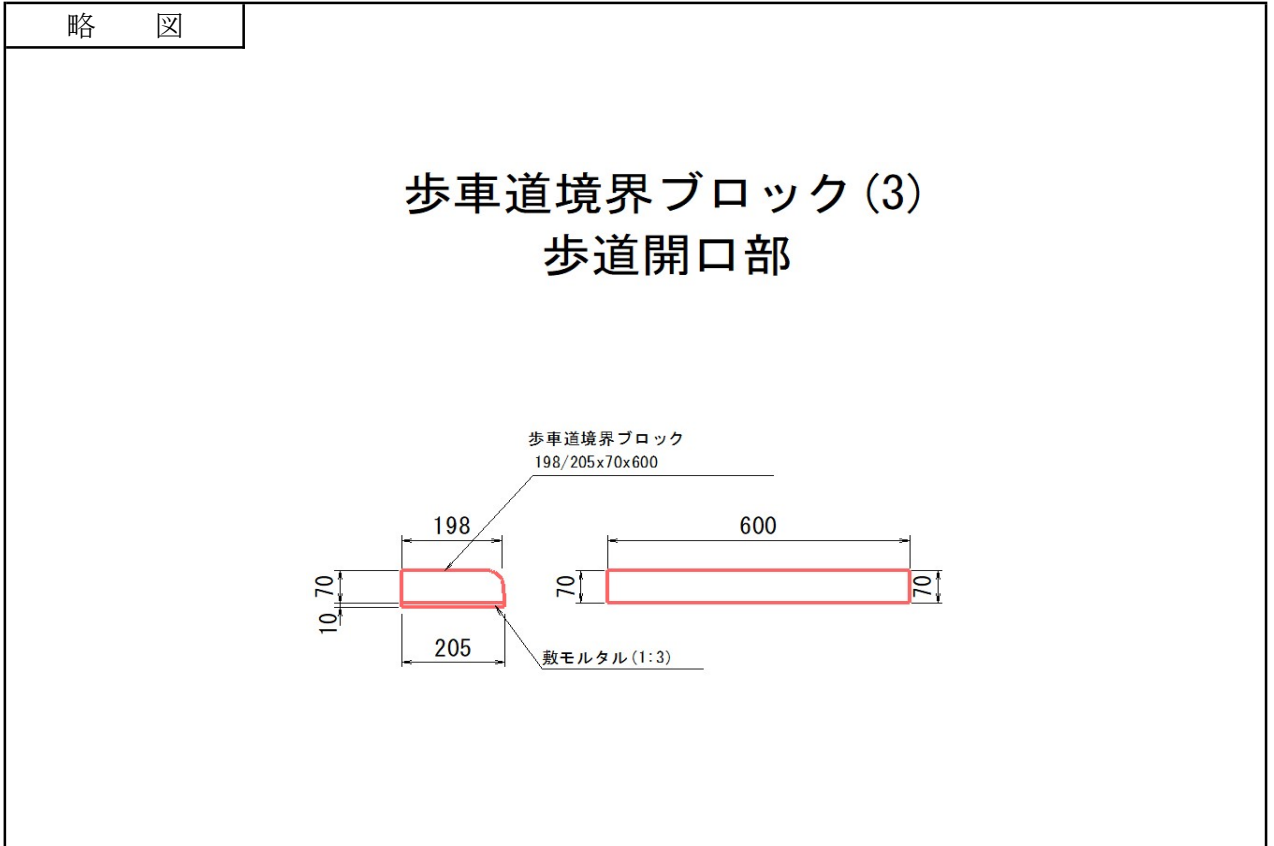 略　図
歩車道境界ブロック(3)
歩道開口部
歩車道境界ブロック
198/205x70x600
198
600
70
10
70
70
205
敷モルタル(1:3)